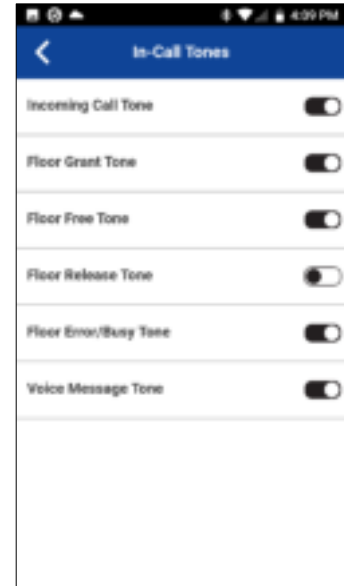 4:09 PM
In-Call Tones
Incoming Call Tone
Floor Grant Tone
Floor Free Tone
Floor Release Tone
Floor Error/Busy Tone
Voice Message Tone